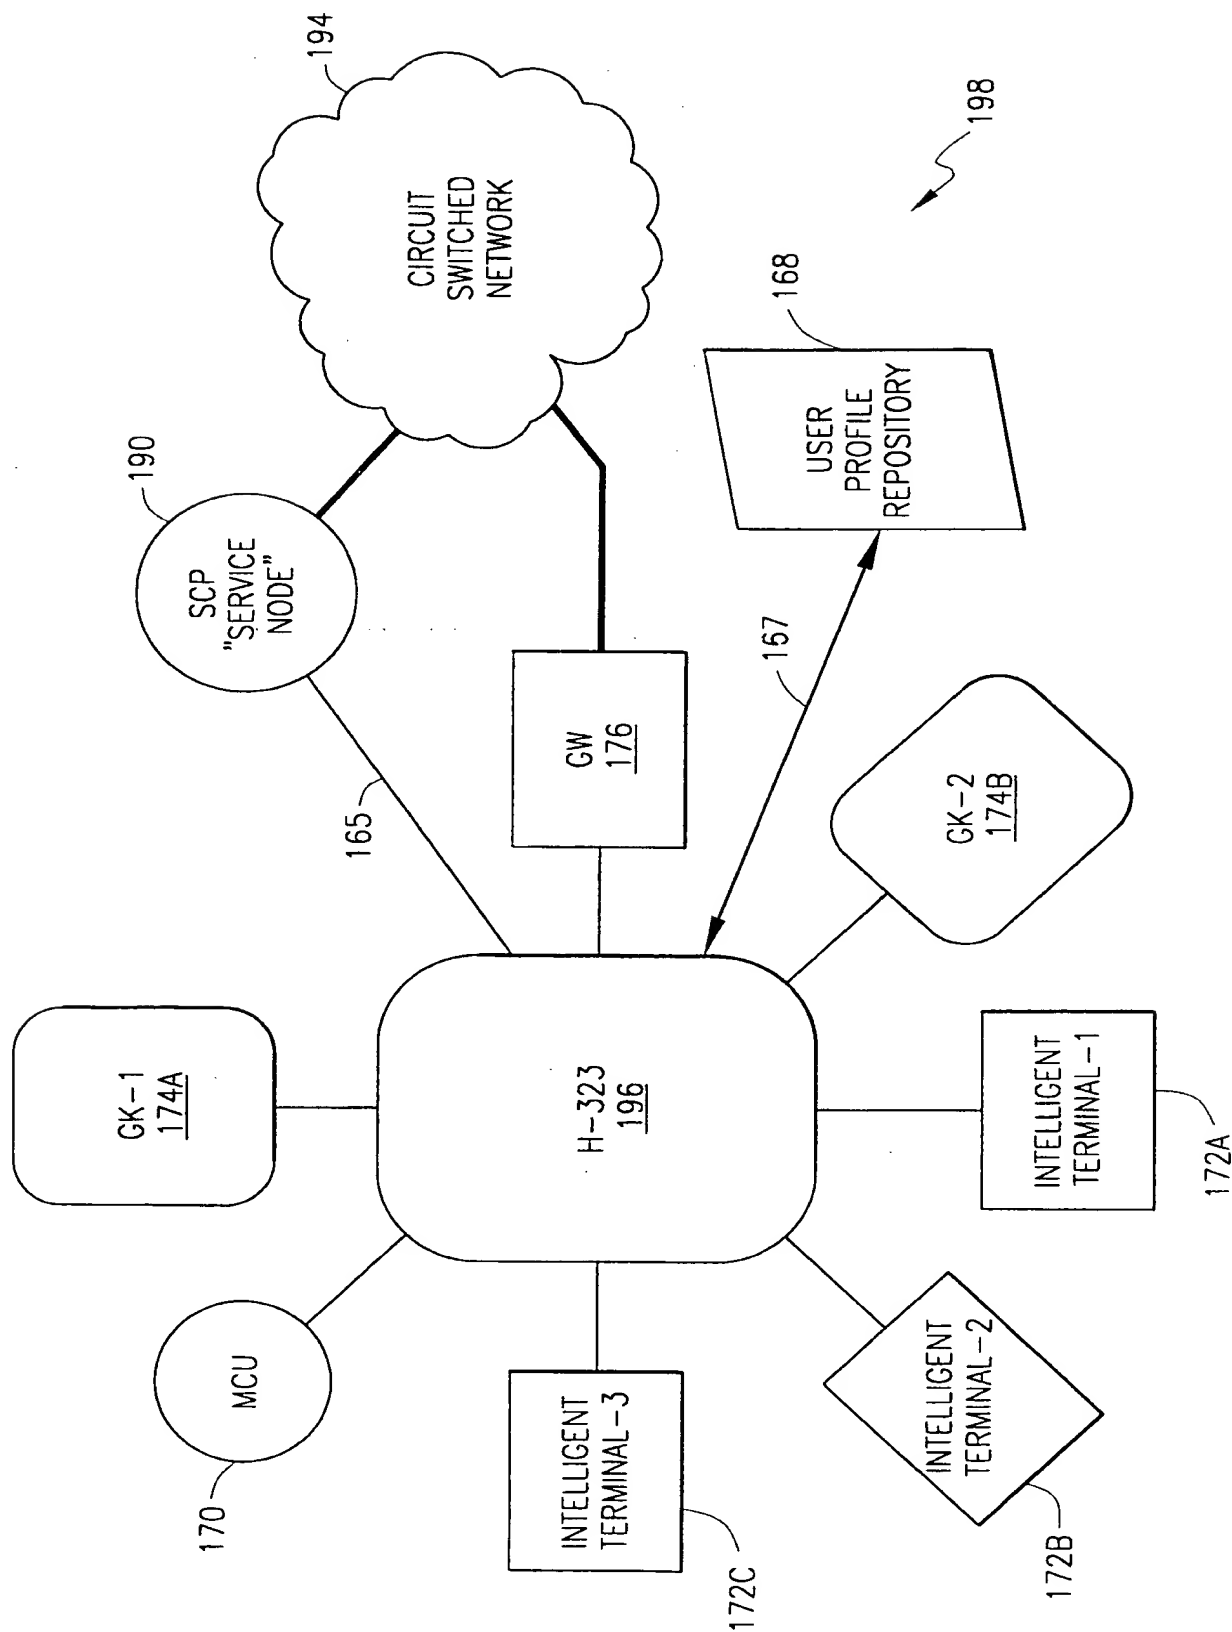 170
MCU
GK-1
174A
190
SCP
"SERVICE
NODE"
194
CIRCUIT
SWITCHED
NETWORK
165
INTELLIGENT
TERMINAL-3
172C
H-323
196
GW
176
167
168
USER
PROFILE
REPOSITORY
198
INTELLIGENT
TERMINAL-2
172B
INTELLIGENT
TERMINAL-1
172A
GK-2
174B